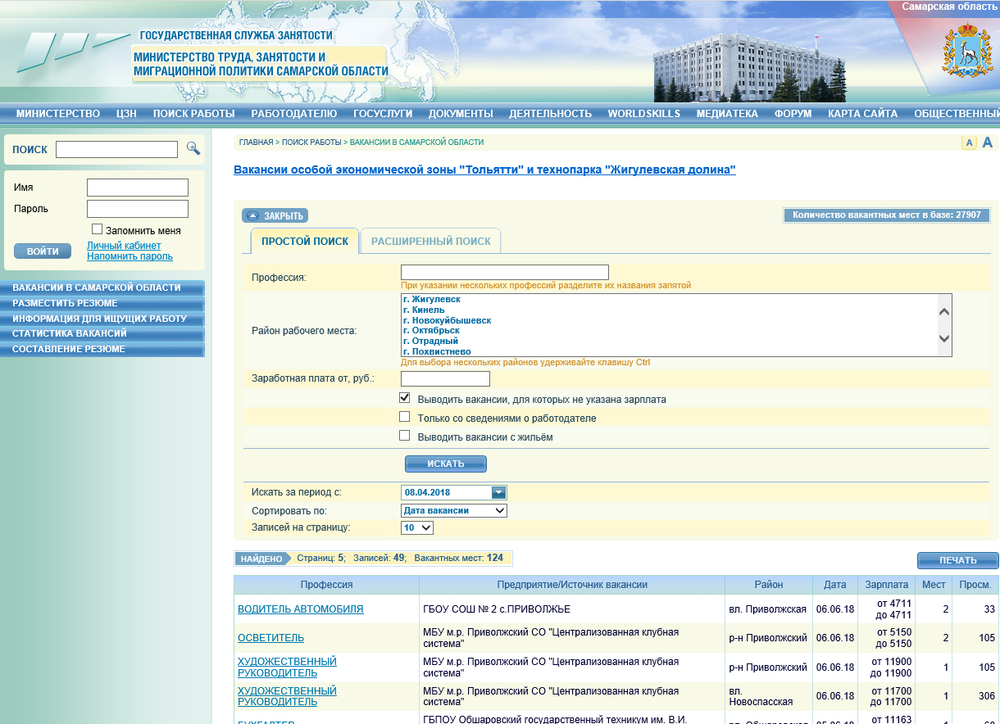 Самарская область
ГОСУДАРСТВЕННАЯ СЛУЖБА ЗАНЯТОСТИ
МИНИСТЕРСТВО ТРУДА, ЗАНЯТОСТИ И
МИГРАЦИОННОЙ ПОЛИТИКИ САМАРСКОЙ ОБЛАСТИ
МИНИСТЕРСТВО ЦЗН ПОИСК РАБОТЫ РАБОТОДАТЕЛЮ ГОСУСЛУГИ ДОКУМЕНТЫ ДЕЯТЕЛЬНОСТЬ WORLDSKILLS МЕДИАТЕКА ФОРУМ КАРТА САЙТА ОБЩЕСТВЕННЫЙ
ПОИСК
Имя
Пароль
Запомнить меня
ВОЙТИ
Личный кабинет
Напомнить пароль
ВАКАНСИИ В САМАРСКОЙ ОБЛАСТИ
РАЗМЕСТИТЬ РЕЗЮМЕ
ИНФОРМАЦИЯ ДЛЯ ИЩУЩИХ РАБОТУ
СТАТИСТИКА ВАКАНСИЙ
СОСТАВЛЕНИЕ РЕЗЮМЕ
ГЛАВНАЯ > ПОИСК РАБОТЫ > ВАКАНСИИ В САМАРСКОЙ ОБЛАСТИ
A A
Вакансии особой экономической зоны "Тольятти" и технопарка "Жигулевская долина"
ЗАКРЫТЬ
Количество вакантных мест в базе: 27907
ПРОСТОЙ ПОИСК РАСШИРЕННЫЙ ПОИСК
Профессия:
При указании нескольких профессий разделите их названия запятой
Район рабочего места:
г. Жигулевск
г. Кинель
г. Новокуйбышевск
г. Октябрьск
г. Отрадный
г. Похвистнево
Для выбора нескольких районов удерживайте клавишу Ctrl
Заработная плата от, руб.:
Выводить вакансии, для которых не указана зарплата
Только со сведениями о работодателе
Выводить вакансии с жильём
ИСКАТЬ
Искать за период с: 08.04.2018
Сортировать по: Дата вакансии
Записей на страницу: 10
НАЙДЕНО Страниц: 5; Записей: 49; Вакантных мест: 124
ПЕЧАТЬ
Профессия Предприятие/Источник вакансии Район Дата Зарплата Мест Просм.
ВОДИТЕЛЬ АВТОМОБИЛЯ ГБОУ СОШ № 2 с.ПРИВОЛЖЬЕ вл. Приволжская 06.06.18 от 4711 до 4711 2 33
ОСВЕТИТЕЛЬ МБУ м.р. Приволжский СО "Централизованная клубная система" р-н Приволжский 06.06.18 от 5150 до 5150 2 105
ХУДОЖЕСТВЕННЫЙ РУКОВОДИТЕЛЬ МБУ м.р. Приволжский СО "Централизованная клубная система" р-н Приволжский 06.06.18 от 11900 до 11900 1 105
ХУДОЖЕСТВЕННЫЙ РУКОВОДИТЕЛЬ МБУ м.р. Приволжский СО "Централизованная клубная система" вл. Новоспасская 06.06.18 от 11700 до 11700 1 306
БУХГАЛТЕР ГБПОУ Обшаровский государственный техникум им. В.И. вл. Обшаровская 05.06.18 от 11163 1 60